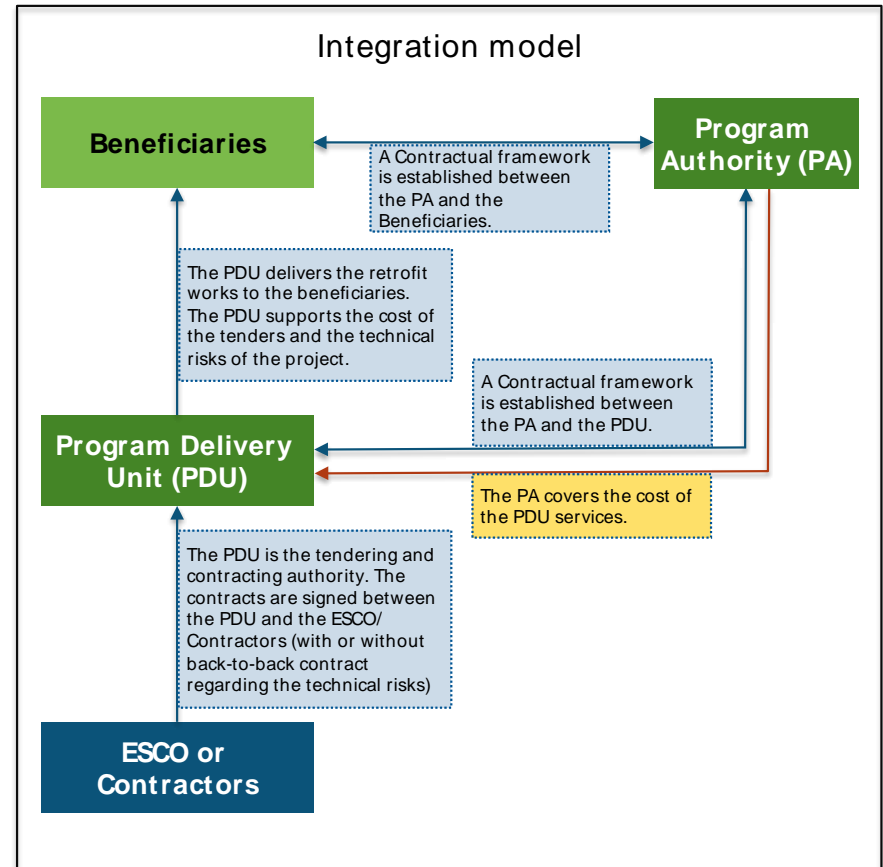 Integration model
Beneficiaries
Program
Authority (PA)
A Contractual framework
is established between
the PA and the
Beneficiaries.
The PDU delivers the retrofit
works to the beneficiaries.
The PDU supports the cost of
the tenders and the technical
risks of the project.
A Contractual framework
is established between
the PA and the PDU.
Program Delivery
Unit (PDU)
The PA covers the cost of
the PDU services.
The PDU is the tendering and
contracting authority. The
contracts are signed between
the PDU and the ESCO/
Contractors (with or without
back-to-back contract
regarding the technical risks)
ESCO or
Contractors